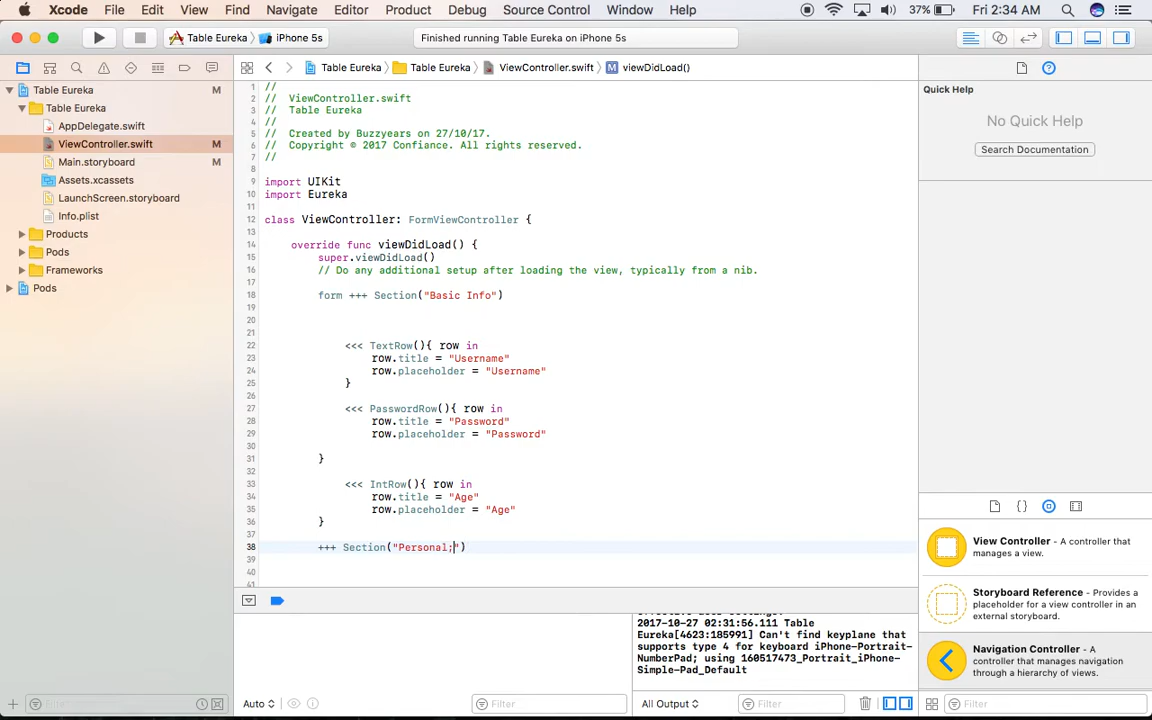 Xcode File Edit View Find Navigate Editor Product Debug Source Control Window Help 37% Fri 2:34 AM
Table Eureka iPhone 5s Finished running Table Eureka on iPhone 5s
Table Eureka Table Eureka ViewController.swift M viewDidLoad()
Table Eureka M
Table Eureka
AppDelegate.swift
ViewController.swift M
Main.storyboard M
Assets.xcassets
LaunchScreen.storyboard
Info.plist
Products
Pods
Frameworks
Pods
1 //
2 // ViewController.swift
3 // Table Eureka
4 //
5 // Created by Buzzyears on 27/10/17.
6 // Copyright © 2017 Confiance. All rights reserved.
7 //
8
9 import UIKit
10 import Eureka
11
12 class ViewController: FormViewController {
13
14 override func viewDidLoad() {
15 super.viewDidLoad()
16 // Do any additional setup after loading the view, typically from a nib.
17
18 form +++ Section("Basic Info")
19
20
21
22 <<< TextRow(){ row in
23 row.title = "Username"
24 row.placeholder = "Username"
25 }
26
27 <<< PasswordRow(){ row in
28 row.title = "Password"
29 row.placeholder = "Password"
30
31 }
32
33 <<< IntRow(){ row in
34 row.title = "Age"
35 row.placeholder = "Age"
36 }
37
38 +++ Section("Personal;")
39
40
41
Quick Help
No Quick Help
Search Documentation
{}
View Controller - A Controller that
manages a view.
Storyboard Reference - Provides a
placeholder for a view controller in an
external storyboard.
Navigation Controller - A
controller that manages navigation
through a hierarchy of views.
2017-10-27 02:31:56.111 Table
Eureka[4623:185991] Can't find keyplane that
supports type 4 for keyboard iPhone-Portrait-
NumberPad; using 160517473_Portrait_iPhone-
Simple-Pad_Default
Auto Filter All Output Filter Filter